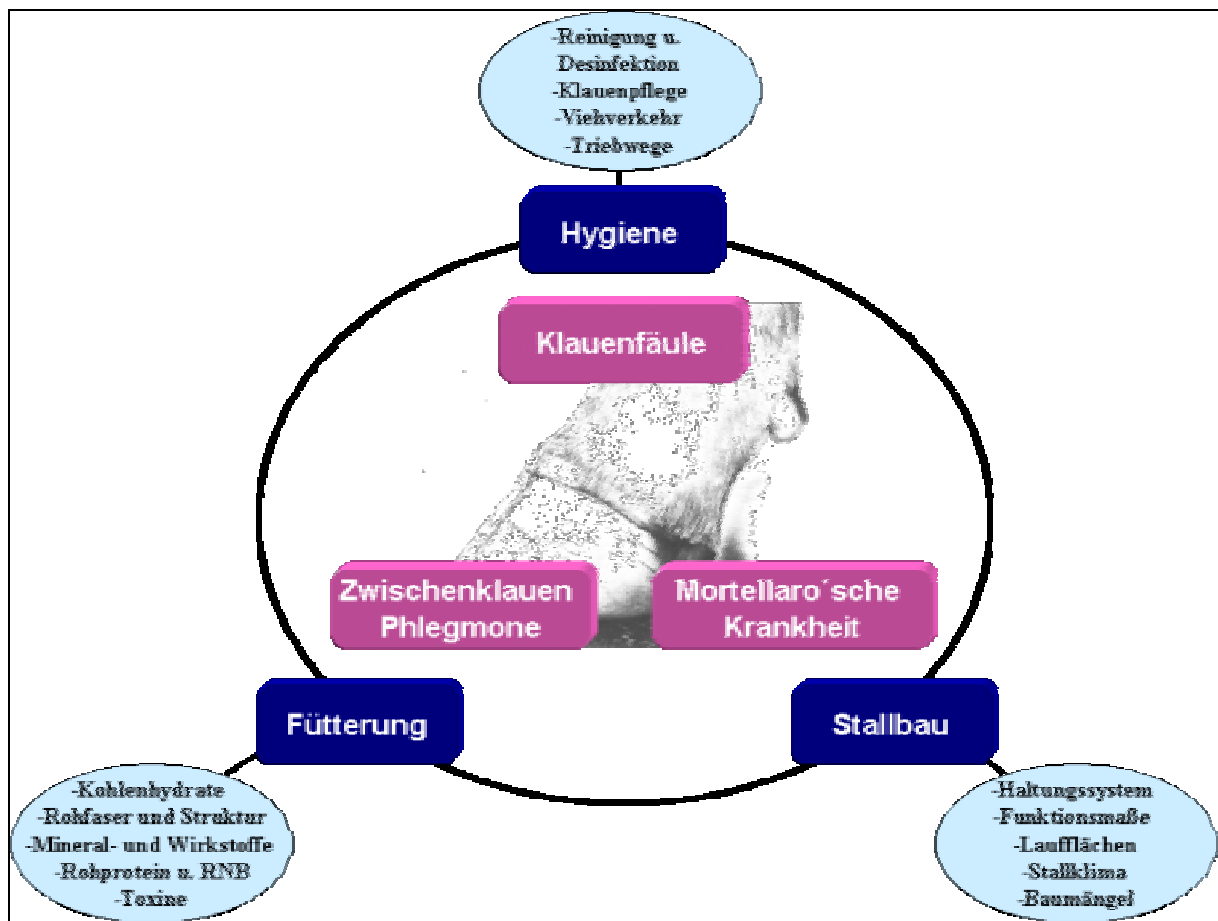 -Reinigung u.
Desinfektion
-Klauenpflege
-Viehverkehr
-Triebwege
Hygiene
Klauenfäule
Zwischenklauen
Phlegmone
Mortellaro´sche
Krankheit
Fütterung
Stallbau
-Kohlenhydrate
-Rohfaser und Struktur
-Mineral- und Wirkstoffe
-Rohprotein u. RNB
-Toxine
-Haltungssystem
-Funktionsmaße
-Laufflächen
-Stallklima
-Baumängel